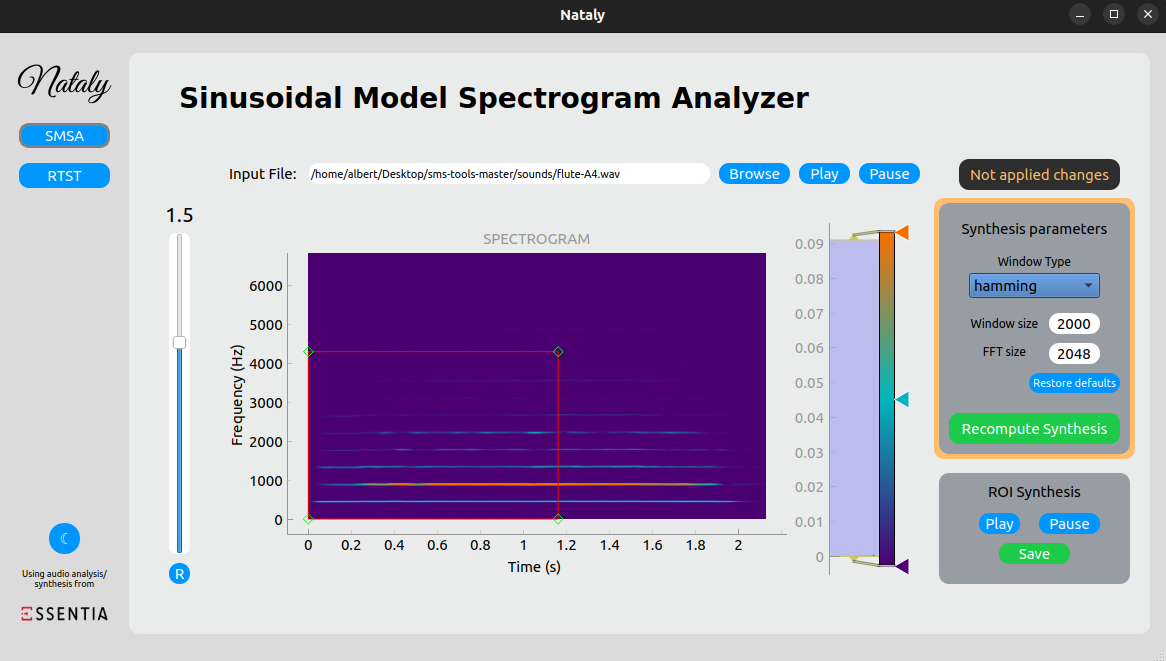 Nataly
Nataly
Sinusoidal Model Spectrogram Analyzer
SMSA
RTST
Input File: /home/albert/Desktop/sms-tools-master/sounds/flute-A4.wav Browse Play Pause
Not applied changes
1.5
SPECTROGRAM
Frequency (Hz)
6000
5000
4000
3000
2000
1000
0
0 0.2 0.4 0.6 0.8 1 1.2 1.4 1.6 1.8 2
Time (s)
0.09
0.08
0.07
0.06
0.05
0.04
0.03
0.02
0.01
0
Synthesis parameters
Window Type
hamming
Window size 2000
FFT size 2048
Restore defaults
Recompute Synthesis
ROI Synthesis
Play Pause
Save
R
Using audio analysis/
synthesis from
ESSENTIA